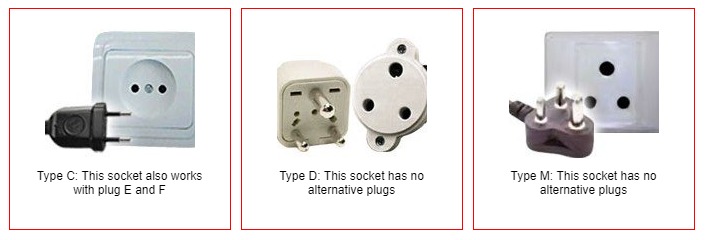 Type C: This socket also works
with plug E and F
Type D: This socket has no
alternative plugs
Type M: This socket has no
alternative plugs